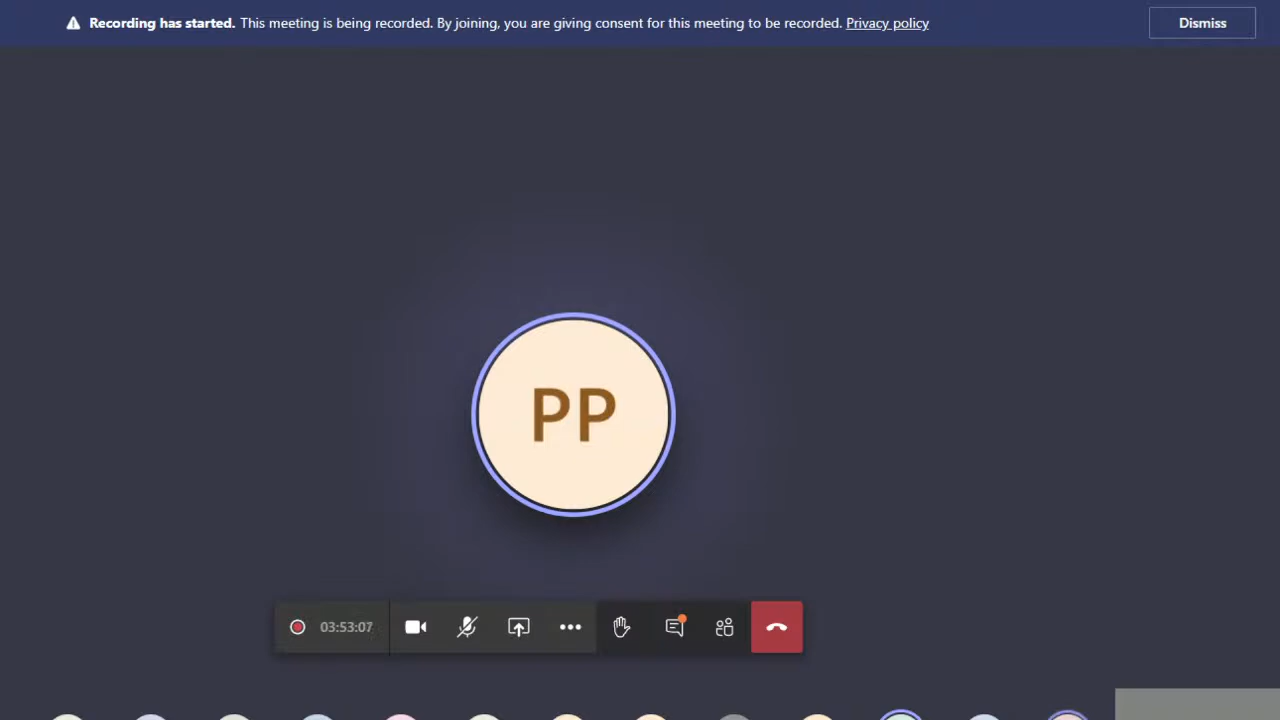 Recording has started. This meeting is being recorded. By joining, you are giving consent for this meeting to be recorded. Privacy policy
Dismiss
PP
03:53:07